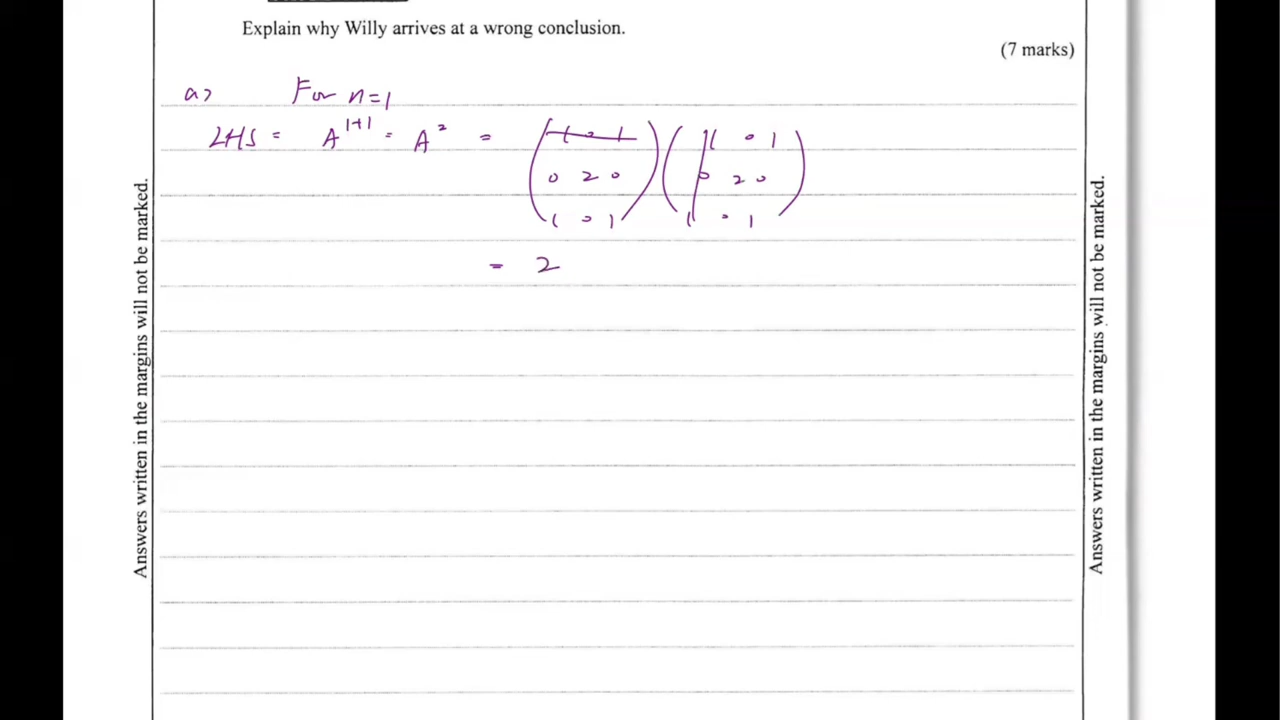 Explain why Willy arrives at a wrong conclusion.
(7 marks)
a) For n=1
LHS = A^{1+1} = A^2 = (1 0 1) (1 0 1)
0 2 0 0 2 0
1 0 1 1 0 1
= 2
Answers written in the margins will not be marked.
Answers written in the margins will not be marked.